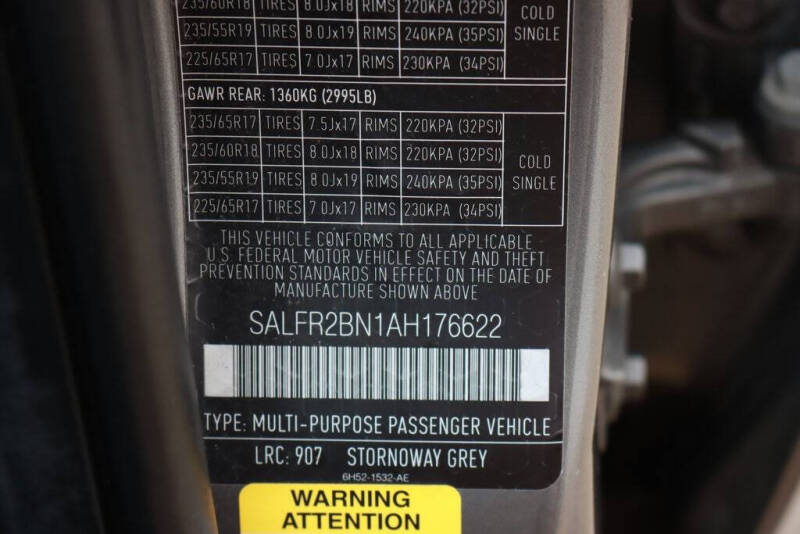 235/60R18 TIRES 8.0Jx18 RIMS 220KPA (32PSI)
235/55R19 TIRES 8.0Jx19 RIMS 240KPA (35PSI)
225/65R17 TIRES 7.0Jx17 RIMS 230KPA (34PSI)
COLD
SINGLE
GAWR REAR: 1360KG (2995LB)
235/65R17 TIRES 7.5Jx17 RIMS 220KPA (32PSI)
235/60R18 TIRES 8.0Jx18 RIMS 220KPA (32PSI)
235/55R19 TIRES 8.0Jx19 RIMS 240KPA (35PSI)
225/65R17 TIRES 7.0Jx17 RIMS 230KPA (34PSI)
COLD
SINGLE
THIS VEHICLE CONFORMS TO ALL APPLICABLE
U.S. FEDERAL MOTOR VEHICLE SAFETY AND THEFT
PREVENTION STANDARDS IN EFFECT ON THE DATE OF
MANUFACTURE SHOWN ABOVE
SALFR2BN1AH176622
TYPE: MULTI-PURPOSE PASSENGER VEHICLE
LRC: 907 STORNOWAY GREY
6H52-1532-AE
WARNING
ATTENTION